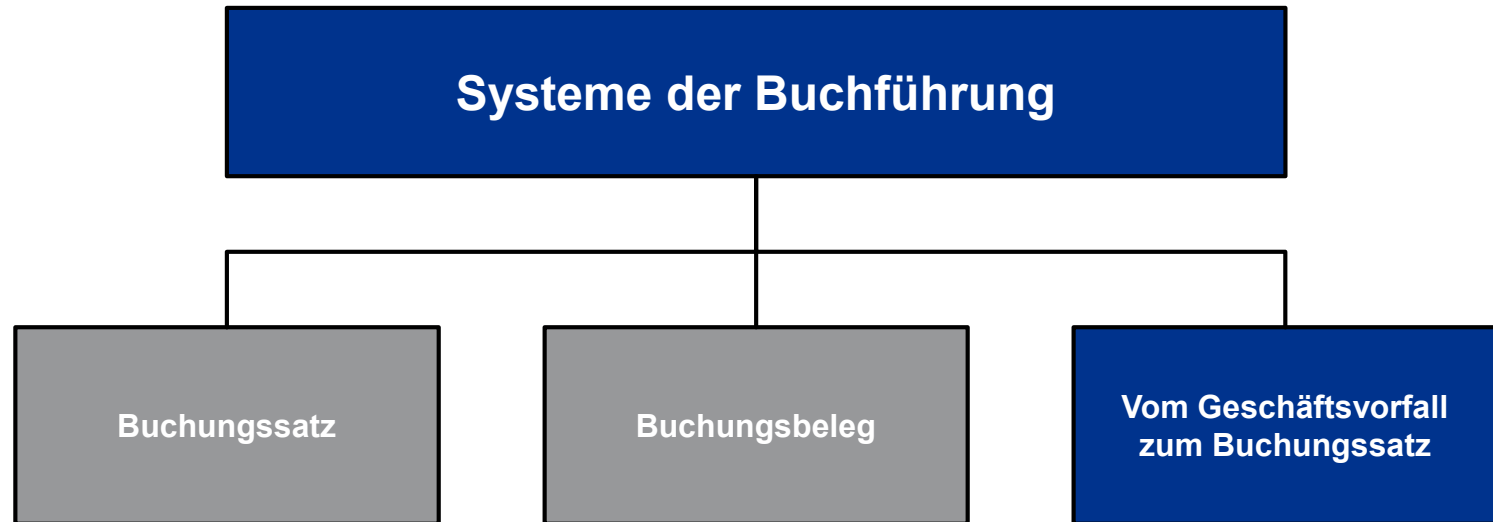 Systeme der Buchführung
Buchungssatz
Buchungsbeleg
Vom Geschäftsvorfall
zum Buchungssatz